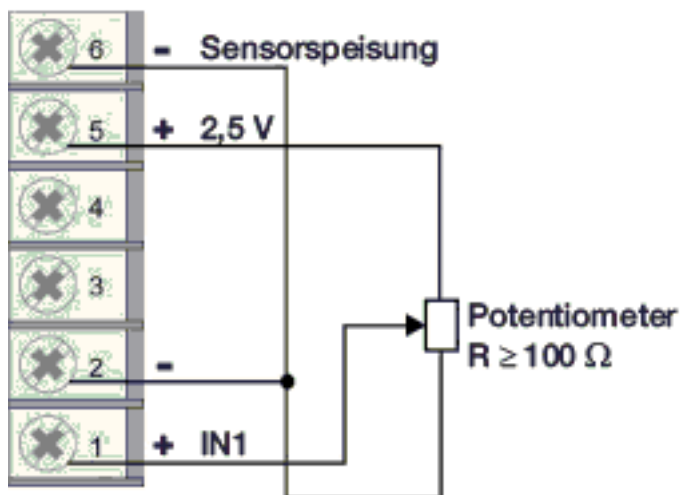 6 - Sensorspeisung
5 + 2,5 V
4
3
Potentiometer
R ≥ 100 Ω
2 -
1 + IN1